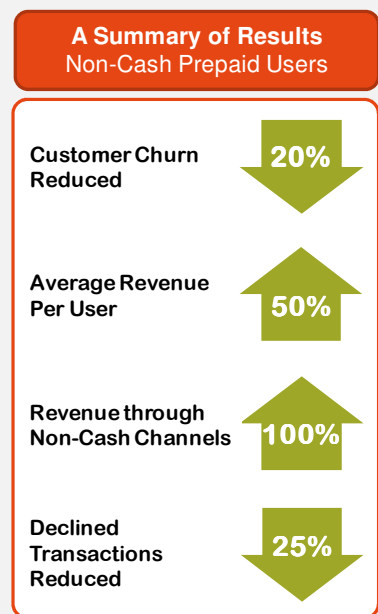 A Summary of Results
Non-Cash Prepaid Users
Customer Churn
Reduced
20%
Average Revenue
Per User
50%
Revenue through
Non-Cash Channels
100%
Declined
Transactions
Reduced
25%